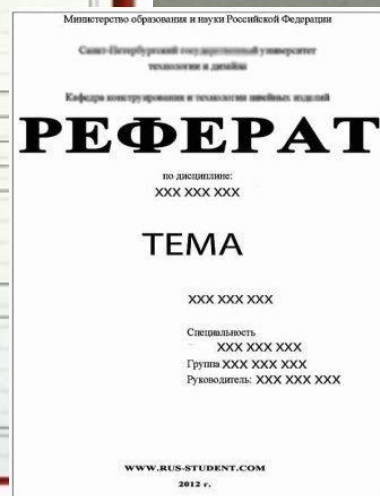 Министерство образования и науки Российской Федерации
Санкт-Петербургский государственный университет
технологии и дизайна
Кафедра конструирования и технологии швейных изделий
РЕФЕРАТ
по дисциплине:
XXX XXX XXX
ТЕМА
XXX XXX XXX
Специальность
XXX XXX XXX
Группа XXX XXX XXX
Руководитель: XXX XXX XXX
WWW.RUS-STUDENT.COM
2012 г.